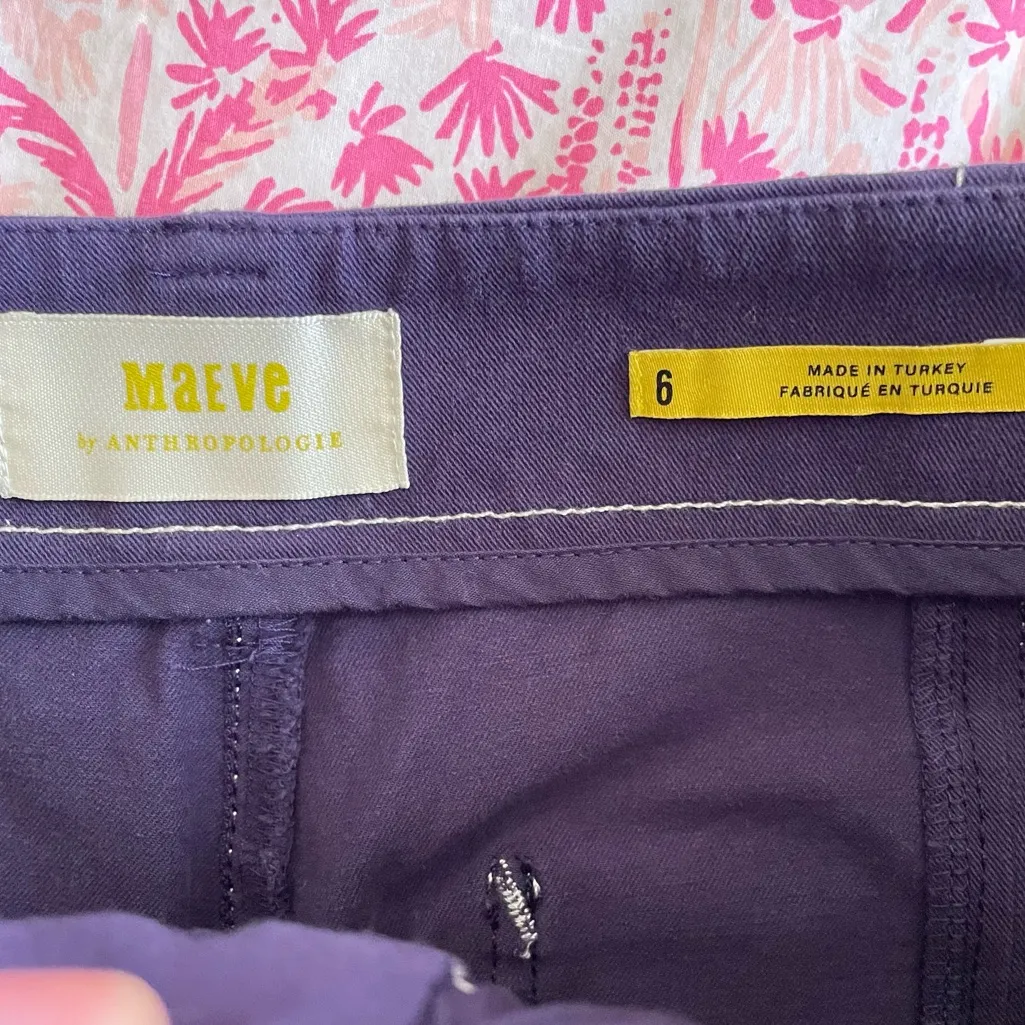 MaEve
by ANTHROPOLOGIE
6
MADE IN TURKEY
FABRIQUÉ EN TURQUIE